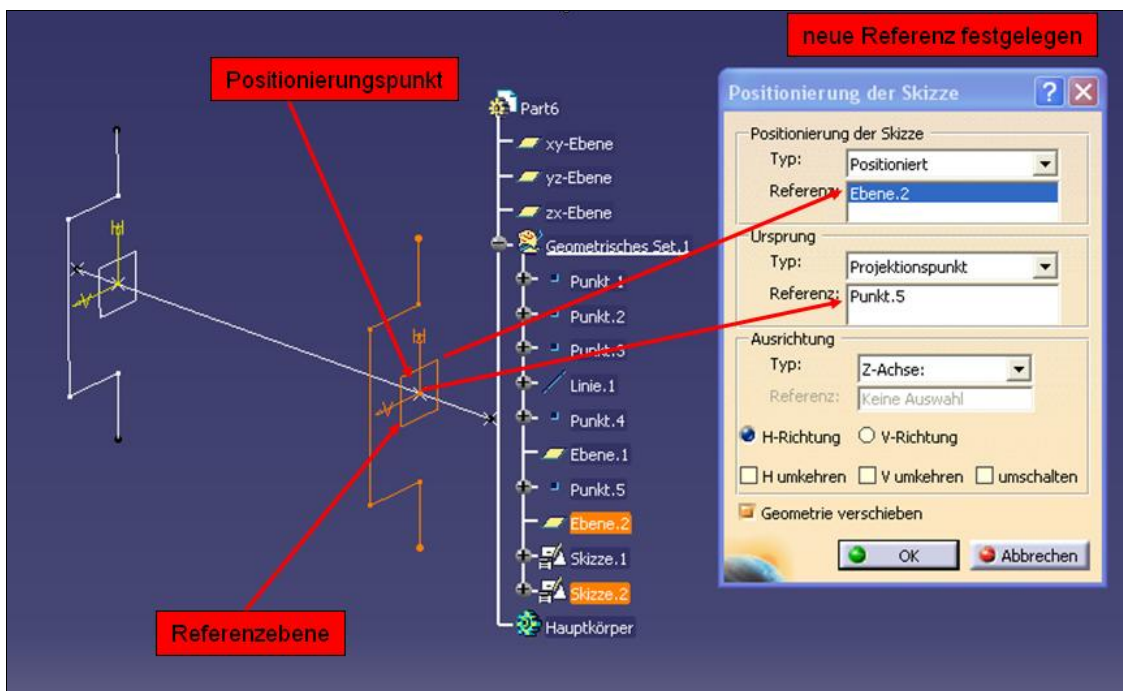 neue Referenz festgelegen
Positionierungspunkt
Referenzebene
H
V
H
V
Part6
xy-Ebene
yz-Ebene
zx-Ebene
Geometrisches Set.1
Punkt.1
Punkt.2
Punkt.3
Linie.1
Punkt.4
Ebene.1
Punkt.5
Ebene.2
Skizze.1
Skizze.2
Hauptkörper
Positionierung der Skizze
Positionierung der Skizze
Typ: Positioniert
Referenz: Ebene.2
Ursprung
Typ: Projektionspunkt
Referenz: Punkt.5
Ausrichtung
Typ: Z-Achse:
Referenz: Keine Auswahl
H-Richtung V-Richtung
H umkehren V umkehren umschalten
Geometrie verschieben
OK Abbrechen